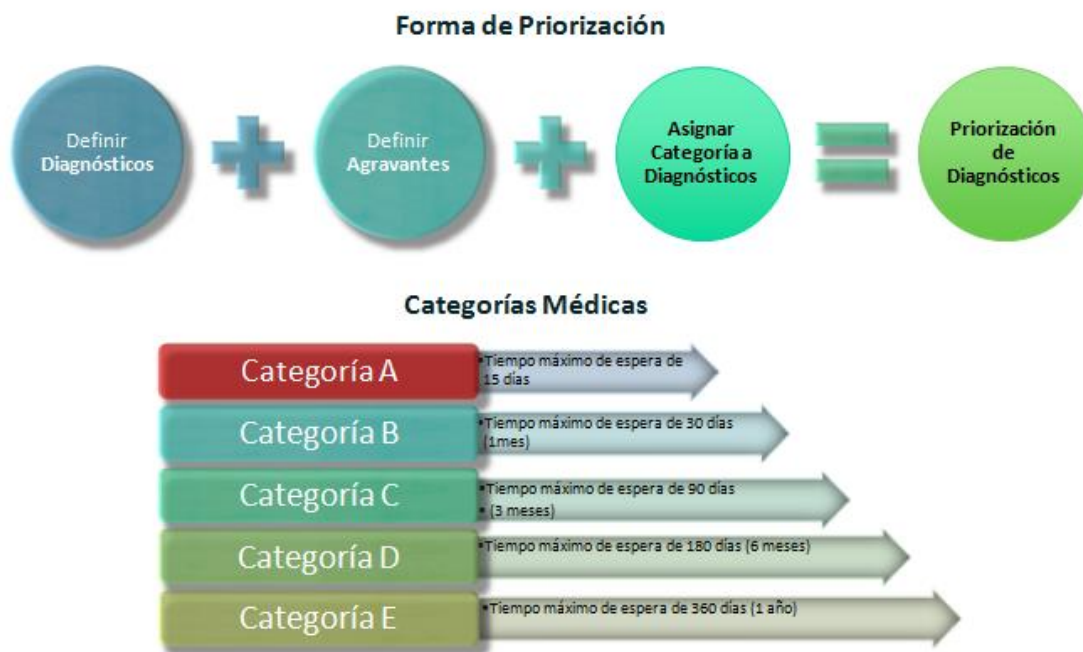 Forma de Priorización
Definir
Diagnósticos
Definir
Agravantes
Asignar
Categoría a
Diagnósticos
Priorización
de
Diagnósticos
Categorías Médicas
Categoría A
•Tiempo máximo de espera de
15 días
Categoría B
•Tiempo máximo de espera de 30 días
(1mes)
Categoría C
•Tiempo máximo de espera de 90 días
• (3 meses)
Categoría D
•Tiempo máximo de espera de 180 días (6 meses)
Categoría E
•Tiempo máximo de espera de 360 días (1 año)